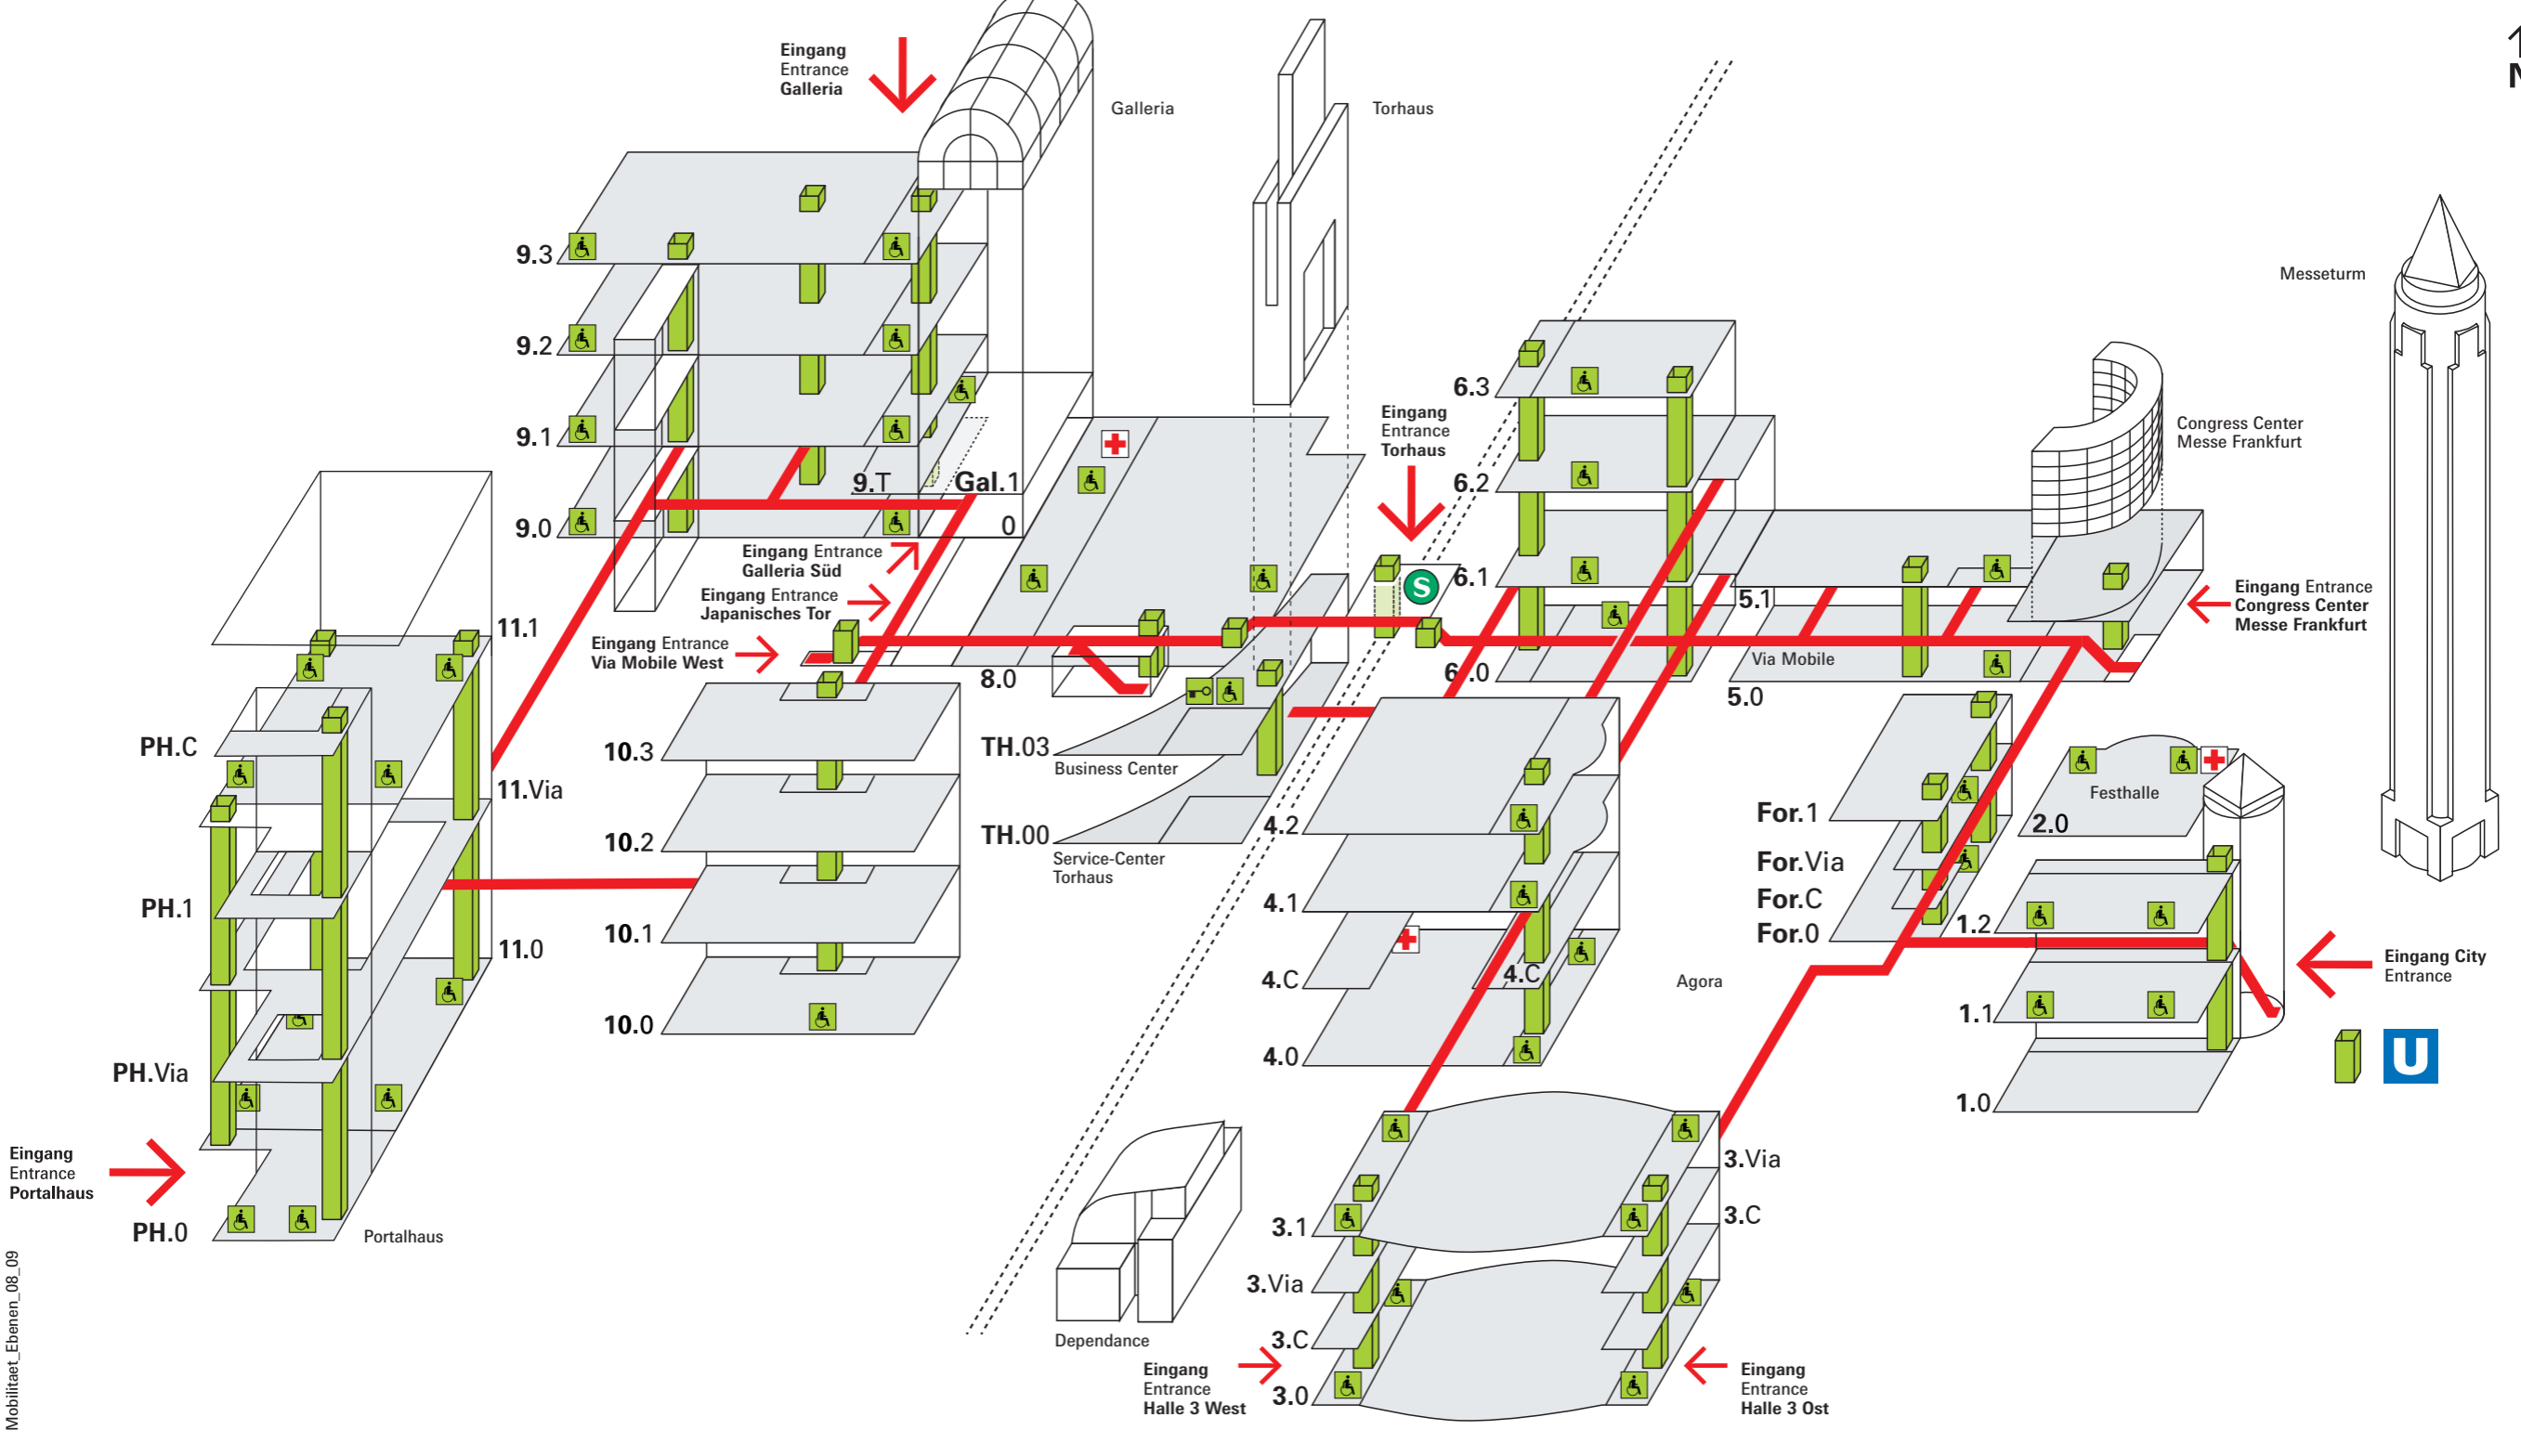 Eingang
Entrance
Galleria
Galleria
Torhaus
Messeturm
9.3
9.2
9.1
9.T
Gal.1
9.0
0
Eingang Entrance
Galleria Süd
Eingang Entrance
Japanisches Tor
Eingang Entrance
Via Mobile West
Eingang
Entrance
Torhaus
S
6.3
6.2
6.1
6.0
Congress Center
Messe Frankfurt
5.1
Via Mobile
5.0
Eingang Entrance
Congress Center
Messe Frankfurt
11.1
11.Via
11.0
PH.C
PH.1
PH.Via
PH.0
Portalhaus
Eingang
Entrance
Portalhaus
10.3
10.2
10.1
10.0
8.0
TH.03
Business Center
TH.00
Service-Center
Torhaus
4.2
4.1
4.C
4.C
4.0
Agora
For.1
For.Via
For.C
For.0
Festhalle
2.0
1.2
1.1
1.0
Eingang City
Entrance
U
Dependance
3.1
3.Via
3.C
3.0
3.Via
3.C
Eingang
Entrance
Halle 3 West
Eingang
Entrance
Halle 3 Ost
Mobilitaet_Ebenen_08_09